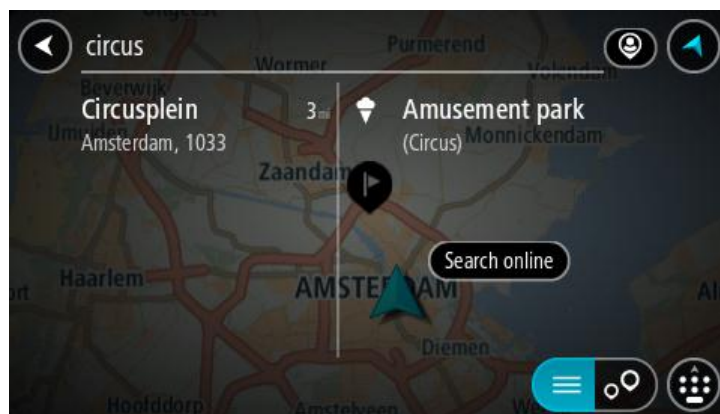 circus
Circusplein 3 mi
Amsterdam, 1033
Amusement park
(Circus)
Search online
Purmerend
Wormer
Volendam
Beverwijk
Monnickendam
Zaandam
Haarlem
AMSTERDAM
Diemen
Hoofddorp
Amstelveen